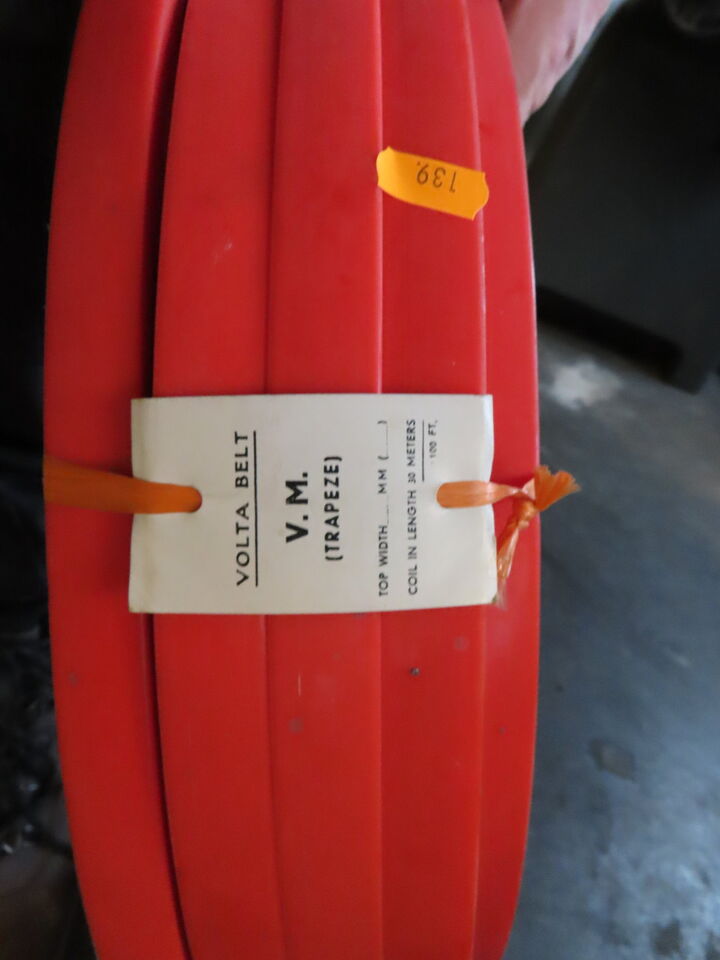 139.
VOLTA BELT
V. M.
(TRAPEZE)
TOP WIDTH.... MM (....)
COIL IN LENGTH 30 METERS
100 FT.